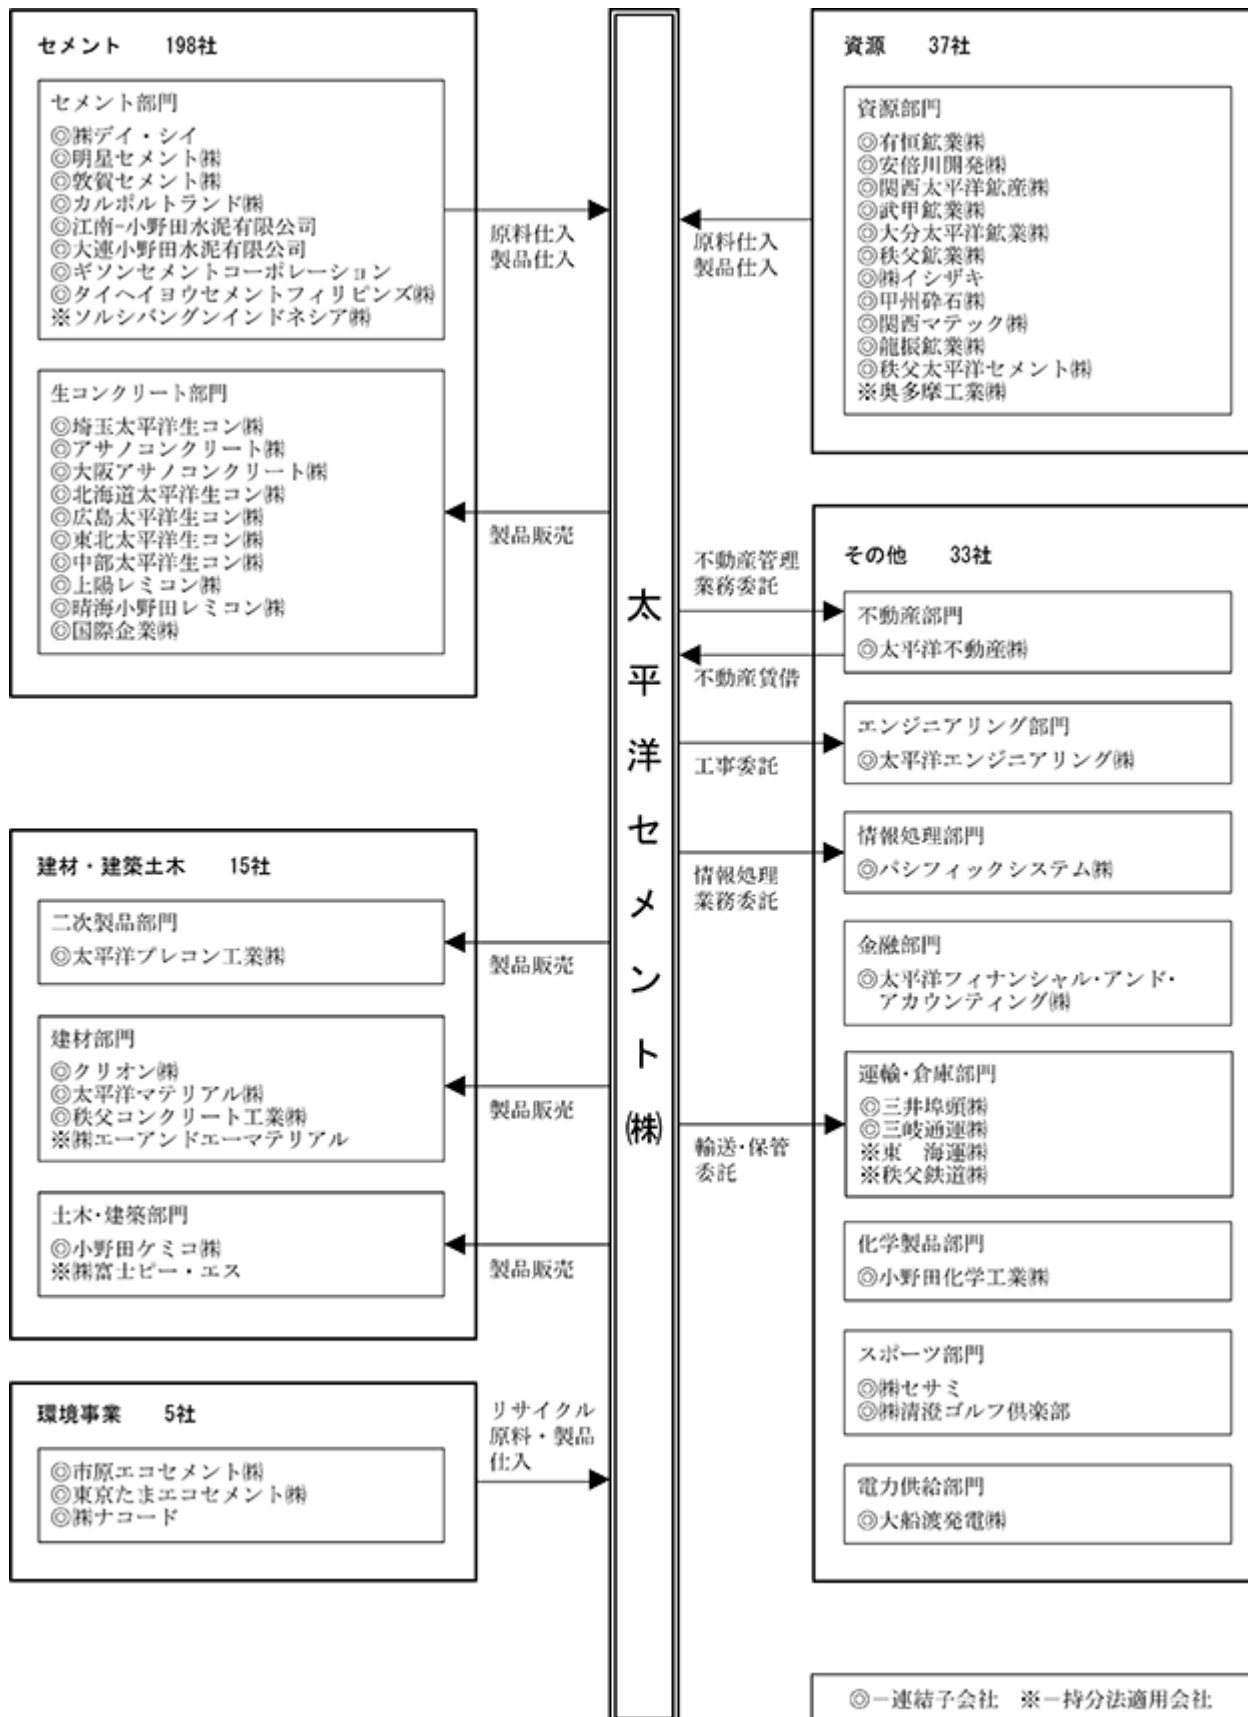 セメント 198社
セメント部門
◎㈱デイ・シイ
◎明星セメント㈱
◎敦賀セメント㈱
◎カルポルトランド㈱
◎江南-小野田水泥有限公司
◎大連小野田水泥有限公司
◎ギソンセメントコーポレーション
◎タイヘイヨウセメントフィリピンズ㈱
※ソルシバングンインドネシア㈱
原料仕入
製品仕入
生コンクリート部門
◎埼玉太平洋生コン㈱
◎アサノコンクリート㈱
◎大阪アサノコンクリート㈱
◎北海道太平洋生コン㈱
◎広島太平洋生コン㈱
◎東北太平洋生コン㈱
◎中部太平洋生コン㈱
◎上陽レミコン㈱
◎晴海小野田レミコン㈱
◎国際企業㈱
製品販売
建材・建築土木 15社
二次製品部門
◎太平洋プレコン工業㈱
製品販売
建材部門
◎クリオン㈱
◎太平洋マテリアル㈱
◎秩父コンクリート工業㈱
※㈱エーアンドエーマテリアル
製品販売
土木・建築部門
◎小野田ケミコ㈱
※㈱富士ピー・エス
製品販売
環境事業 5社
◎市原エコセメント㈱
◎東京たまエコセメント㈱
◎㈱ナコード
リサイクル
原料・製品
仕入
太平洋セメント㈱
資源 37社
資源部門
◎有恒鉱業㈱
◎安倍川開発㈱
◎関西太平洋鉱産㈱
◎武甲鉱業㈱
◎大分太平洋鉱業㈱
◎秩父鉱業㈱
◎㈱イシザキ
◎甲州砕石㈱
◎関西マテック㈱
◎龍振鉱業㈱
◎秩父太平洋セメント㈱
※奥多摩工業㈱
原料仕入
製品仕入
その他 33社
不動産管理
業務委託
不動産部門
◎太平洋不動産㈱
不動産賃借
エンジニアリング部門
◎太平洋エンジニアリング㈱
工事委託
情報処理部門
◎パシフィックシステム㈱
情報処理
業務委託
金融部門
◎太平洋フィナンシャル・アンド・
アカウンティング㈱
運輸・倉庫部門
◎三井埠頭㈱
◎三岐通運㈱
※東 海運㈱
※秩父鉄道㈱
輸送・保管
委託
化学製品部門
◎小野田化学工業㈱
スポーツ部門
◎㈱セサミ
◎㈱清澄ゴルフ倶楽部
電力供給部門
◎大船渡発電㈱
◎－連結子会社 ※－持分法適用会社